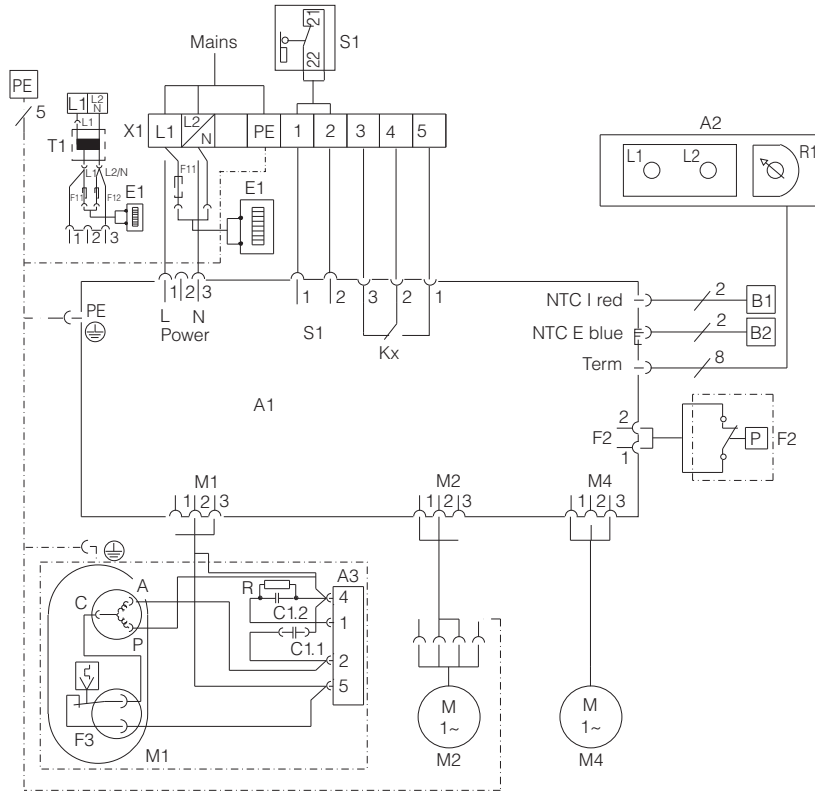 Mains
21
22
S1
PE
5
L1
L2
N
L1
T1
L1
L2/N
F11
F12
E1
1
2
3
X1
L1
L2
N
PE
1
2
3
4
5
F11
E1
A2
L1
L2
R1
1
2
3
1
2
3
2
1
L
N
Power
S1
Kx
PE
NTC I red
2
B1
NTC E blue
2
B2
Term
8
A1
2
F2
1
P
F2
M1
1
2
3
M2
1
2
3
M4
1
2
3
A
C
P
R
C1.2
C1.1
A3
4
1
2
5
F3
M1
M
1~
M2
M
1~
M4